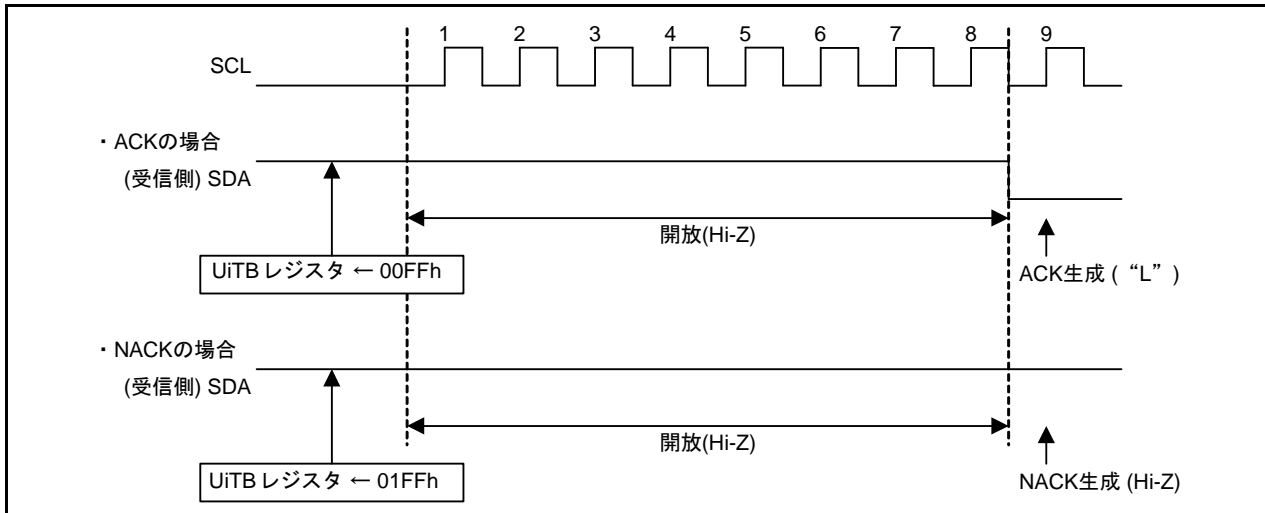 1 2 3 4 5 6 7 8 9
SCL
・ACKの場合
(受信側) SDA
開放(Hi-Z)
UiTB レジスタ ← 00FFh
ACK生成 (“L”)
・NACKの場合
(受信側) SDA
開放(Hi-Z)
UiTB レジスタ ← 01FFh
NACK生成 (Hi-Z)